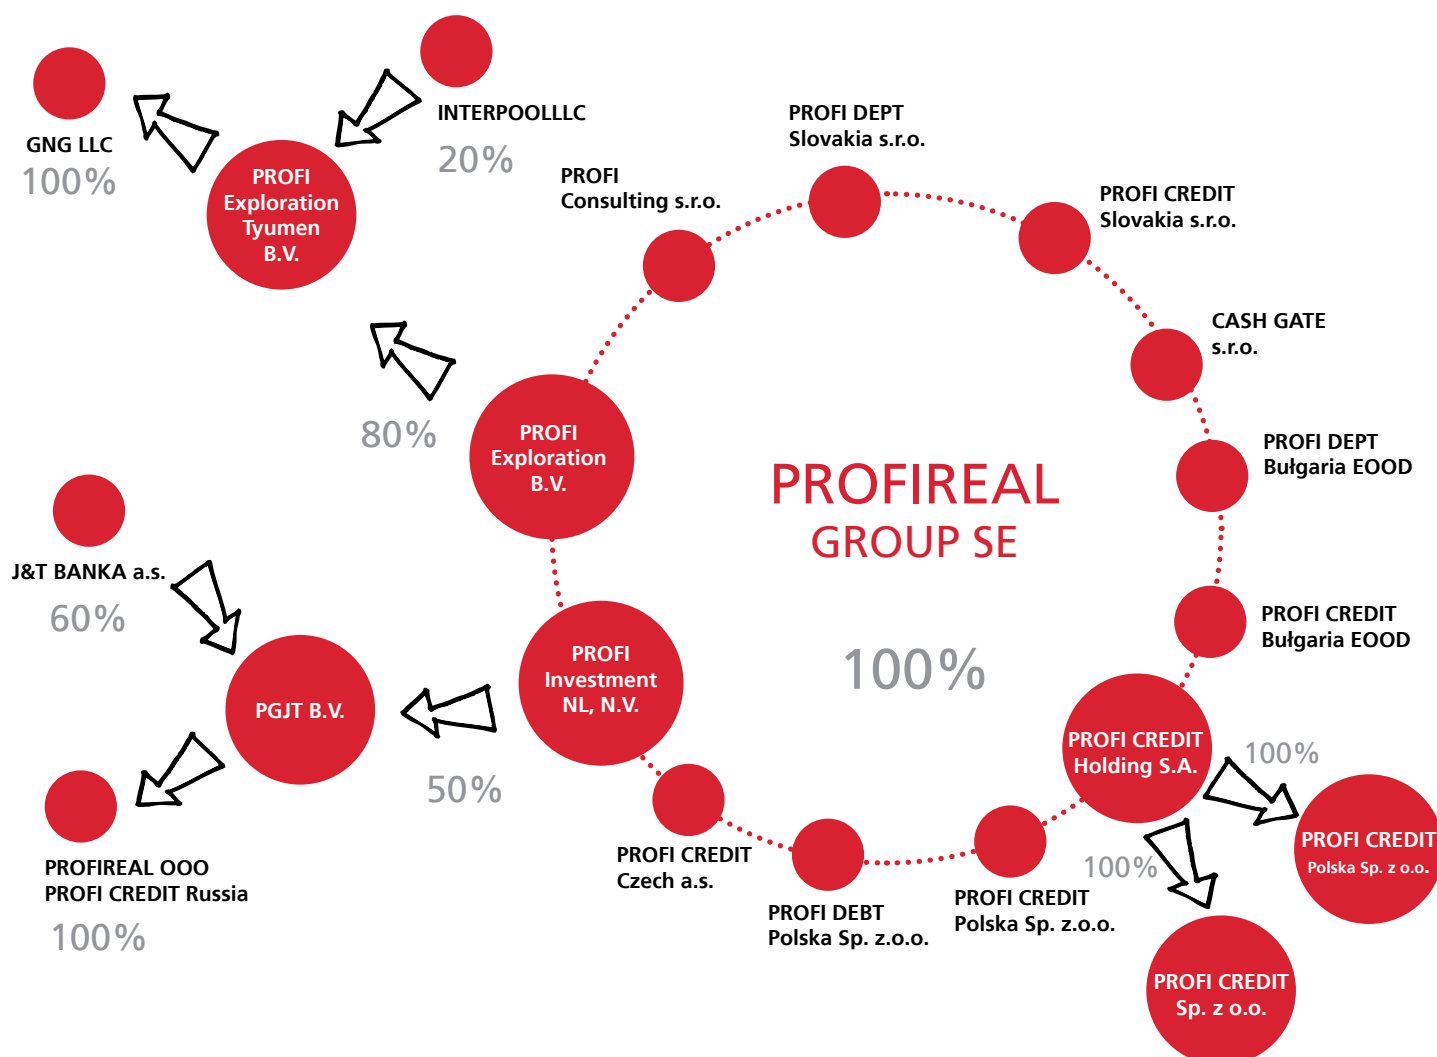 GNG LLC
100%
INTERPOOLLLC
20%
PROFI
Exploration
Tyumen
B.V.
PROFI
Consulting s.r.o.
PROFI DEPT
Slovakia s.r.o.
PROFI CREDIT
Slovakia s.r.o.
CASH GATE
s.r.o.
80%
PROFI
Exploration
B.V.
PROFI DEPT
Bułgaria EOOD
PROFIREAL
GROUP SE
100%
J&T BANKA a.s.
60%
PROFI CREDIT
Bułgaria EOOD
PROFI
Investment
NL, N.V.
PGJT B.V.
50%
PROFI CREDIT
Holding S.A.
100%
100%
PROFI CREDIT
Polska Sp. z o.o.
PROFIREAL OOO
PROFI CREDIT Russia
100%
PROFI CREDIT
Czech a.s.
PROFI DEBT
Polska Sp. z.o.o.
PROFI CREDIT
Polska Sp. z.o.o.
PROFI CREDIT
Sp. z o.o.